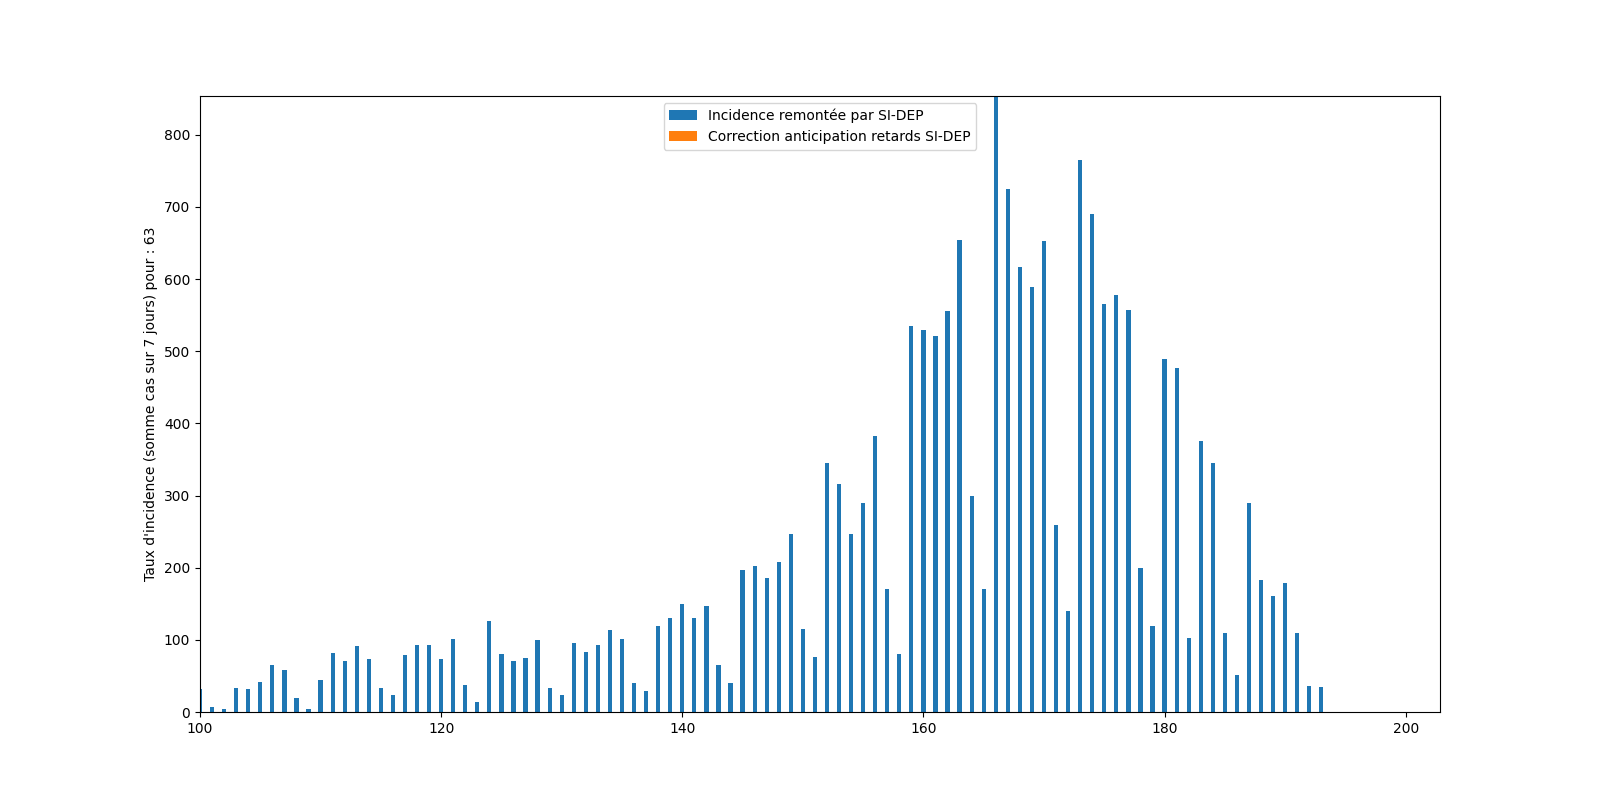 Incidence remontée par SI-DEP
Correction anticipation retards SI-DEP
Taux d'incidence (somme cas sur 7 jours) pour : 63
800
700
600
500
400
300
200
100
0
100 120 140 160 180 200